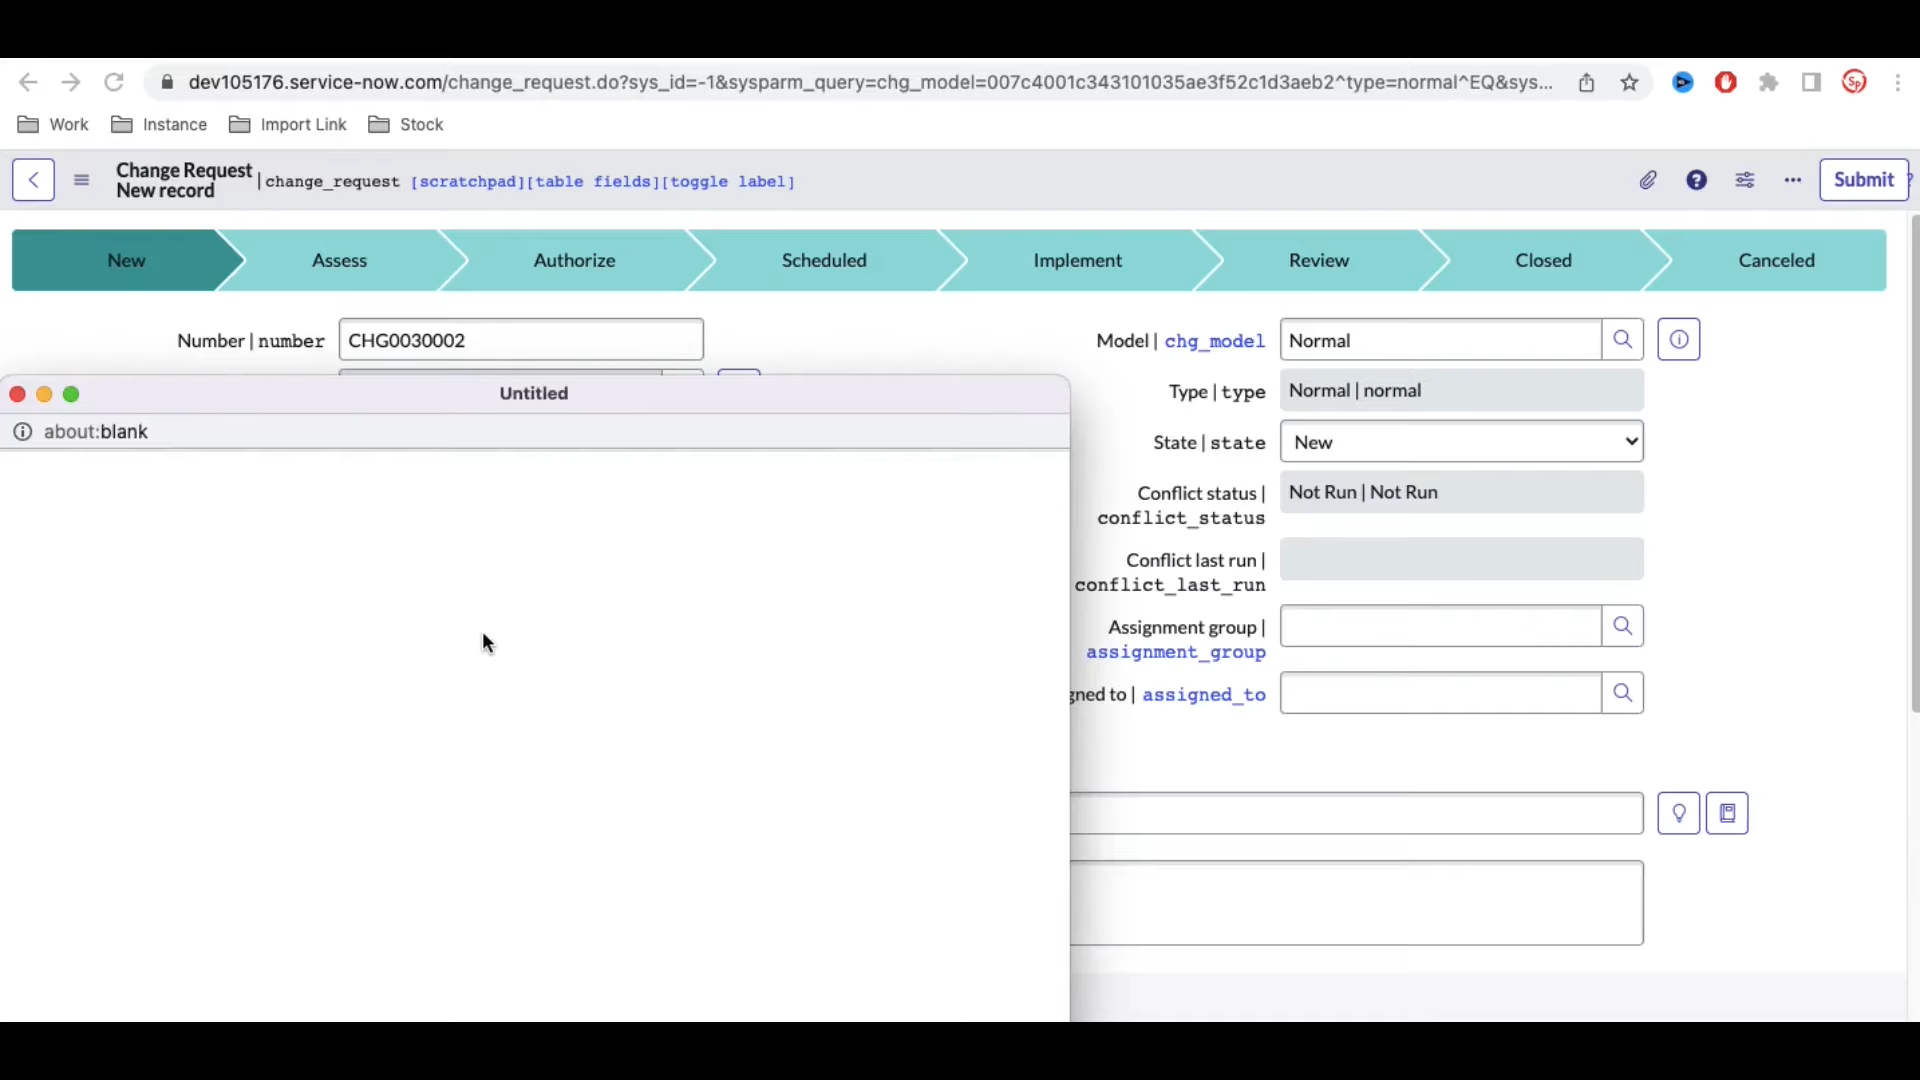 dev105176.service-now.com/change_request.do?sys_id=-1&sysparm_query=chg_model=007c4001c343101035ae3f52c1d3aeb2^type=normal^EQ&sys...
Sp
Work Instance Import Link Stock
Change Request
New record
|change_request [scratchpad][table fields][toggle label]
Submit
New Assess Authorize Scheduled Implement Review Closed Canceled
Number | number CHG0030002
Model | chg_model Normal
Untitled
about:blank
Type | type Normal | normal
State | state New
Conflict status |
conflict_status
Not Run | Not Run
Conflict last run |
conflict_last_run
Assignment group |
assignment_group
gned to | assigned_to